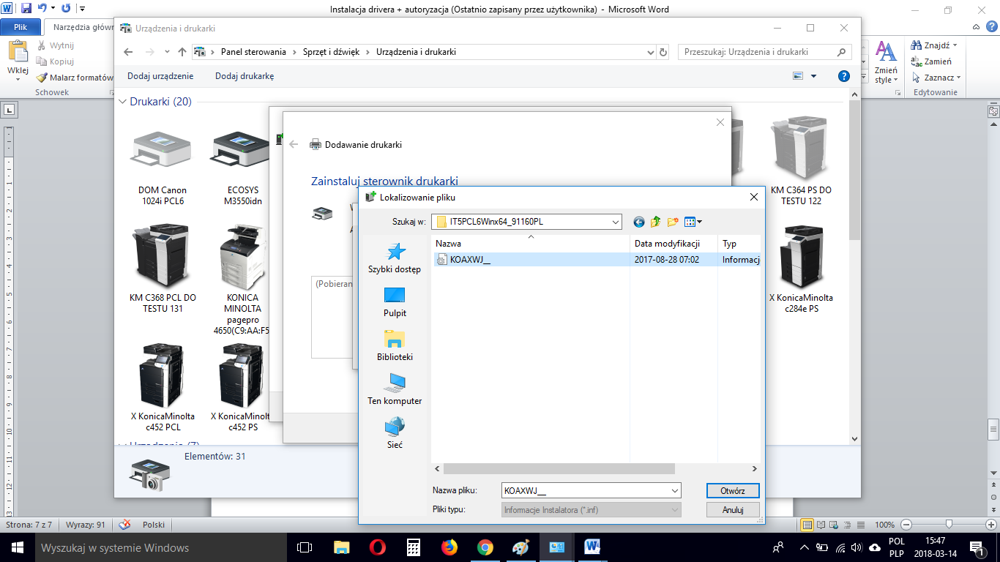 Instalacja drivera + autoryzacja (Ostatnio zapisany przez użytkownika) - Microsoft Word
Plik
Narzędzia główn
Wytnij
Kopiuj
Malarz formatów
Wklej
Schowek
Znajdź
Zamień
Zaznacz
Zmień
style
Edytowanie
Urządzenia i drukarki
Panel sterowania
Sprzęt i dźwięk
Urządzenia i drukarki
Przeszukaj: Urządzenia i drukarki
Dodaj urządzenie
Dodaj drukarkę
Drukarki (20)
DOM Canon
1024i PCL6
ECOSYS
M3550idn
KM C364 PS DO
TESTU 122
KM C368 PCL DO
TESTU 131
KONICA
MINOLTA
pagepro
4650(C9:AA:F5
X KonicaMinolta
c284e PS
X KonicaMinolta
c452 PCL
X KonicaMinolt
c452 PS
Urządzenia (7)
Elementów: 31
Dodawanie drukarki
Zainstaluj sterownik drukarki
(Pobieran
Lokalizowanie pliku
Szukaj w:
IT5PCL6Winx64_91160PL
Nazwa
Data modyfikacji
Typ
KOAXWJ__
2017-08-28 07:02
Informacj
Szybki dostęp
Pulpit
Biblioteki
Ten komputer
Sieć
Nazwa pliku:
KOAXWJ__
Otwórz
Pliki typu:
Informacje Instalatora (*.inf)
Anuluj
Strona: 7 z 7
Wyrazy: 91
Polski
100%
Wyszukaj w systemie Windows
POL
PLP
15:47
2018-03-14
1